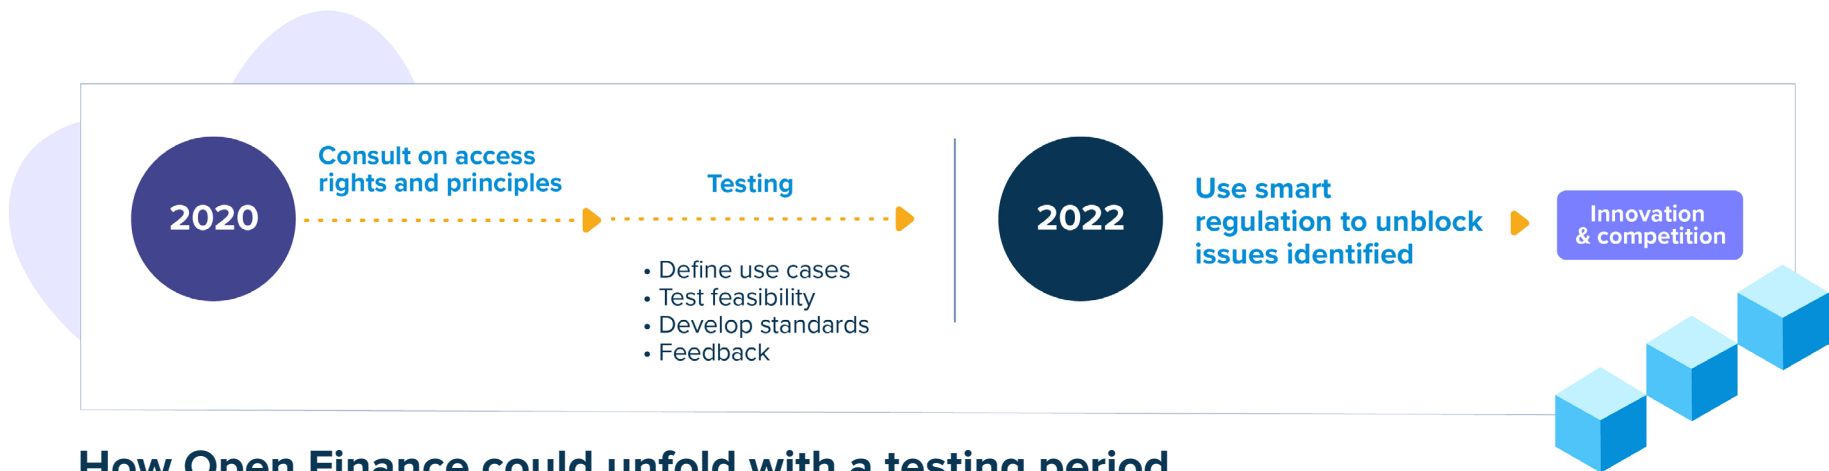 2020
Consult on access
rights and principles
Testing
• Define use cases
• Test feasibility
• Develop standards
• Feedback
2022
Use smart
regulation to unblock
issues identified
Innovation
& competition
How Open Finance could unfold with a testing period